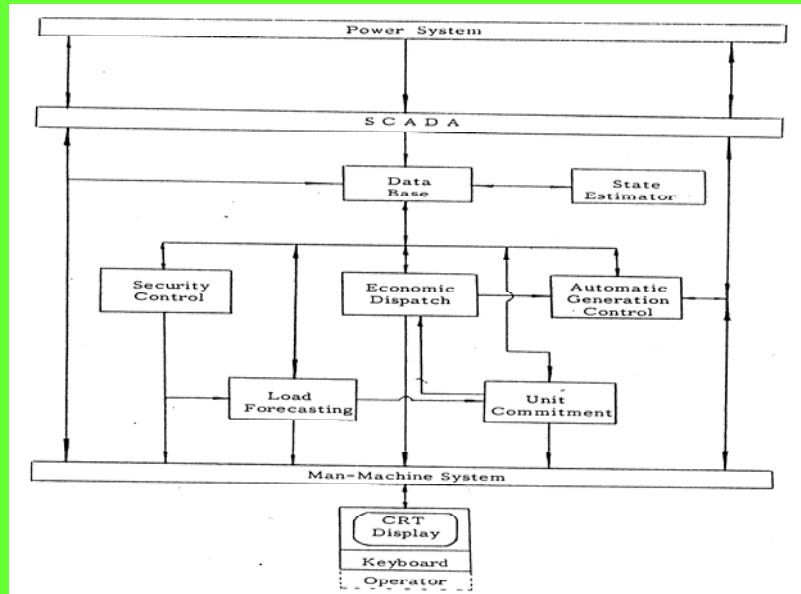 Power System
S C A D A
Data
Base
State
Estimator
Security
Control
Economic
Dispatch
Automatic
Generation
Control
Load
Forecasting
Unit
Commitment
Man-Machine System
CRT
Display
Keyboard
Operator